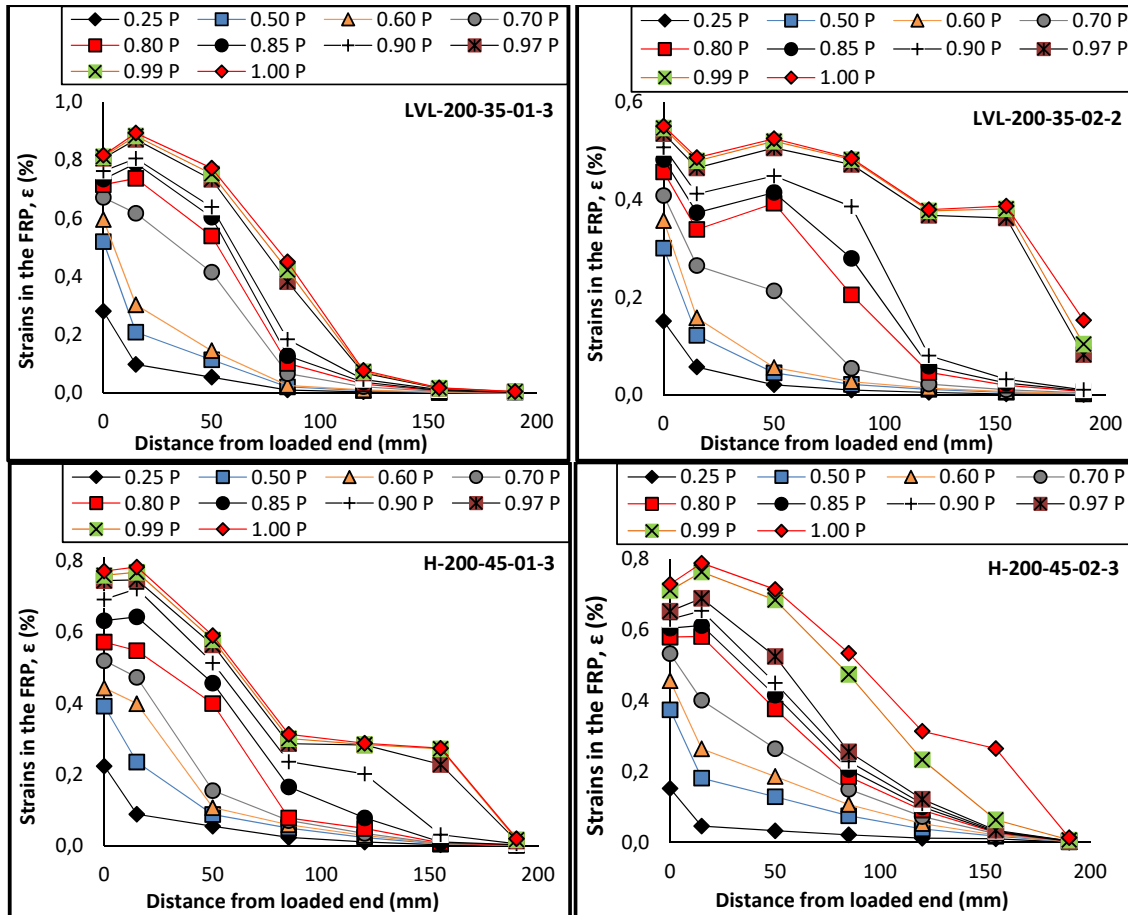 0.25 P 0.50 P 0.60 P 0.70 P
0.80 P 0.85 P 0.90 P 0.97 P
0.99 P 1.00 P
LVL-200-35-01-3
Strains in the FRP, ε (%)
1,0
0,8
0,6
0,4
0,2
0,0
0 50 100 150 200
Distance from loaded end (mm)
0.25 P 0.50 P 0.60 P 0.70 P
0.80 P 0.85 P 0.90 P 0.97 P
0.99 P 1.00 P
LVL-200-35-02-2
Strains in the FRP, ε (%)
0,6
0,4
0,2
0,0
0 50 100 150 200
Distance from loaded end (mm)
0.25 P 0.50 P 0.60 P 0.70 P
0.80 P 0.85 P 0.90 P 0.97 P
0.99 P 1.00 P
H-200-45-01-3
Strains in the FRP, ε (%)
0,8
0,6
0,4
0,2
0,0
0 50 100 150 200
Distance from loaded end (mm)
0.25 P 0.50 P 0.60 P 0.70 P
0.80 P 0.85 P 0.90 P 0.97 P
0.99 P 1.00 P
H-200-45-02-3
Strains in the FRP, ε (%)
0,8
0,6
0,4
0,2
0,0
0 50 100 150 200
Distance from loaded end (mm)